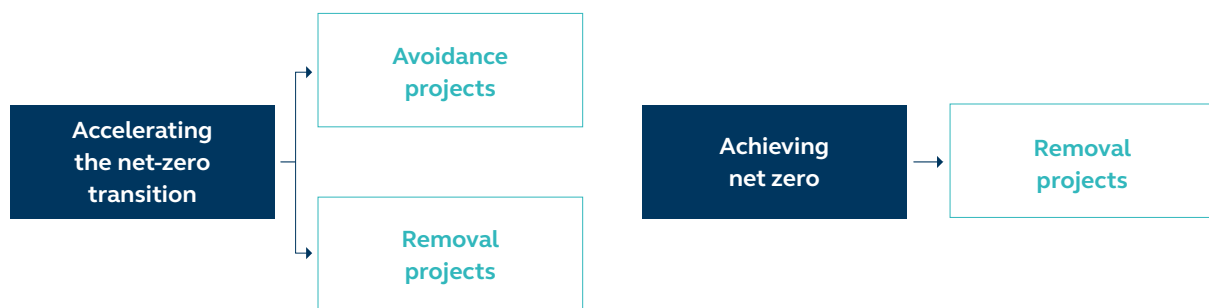 Accelerating
the net-zero
transition
Avoidance
projects
Removal
projects
Achieving
net zero
Removal
projects